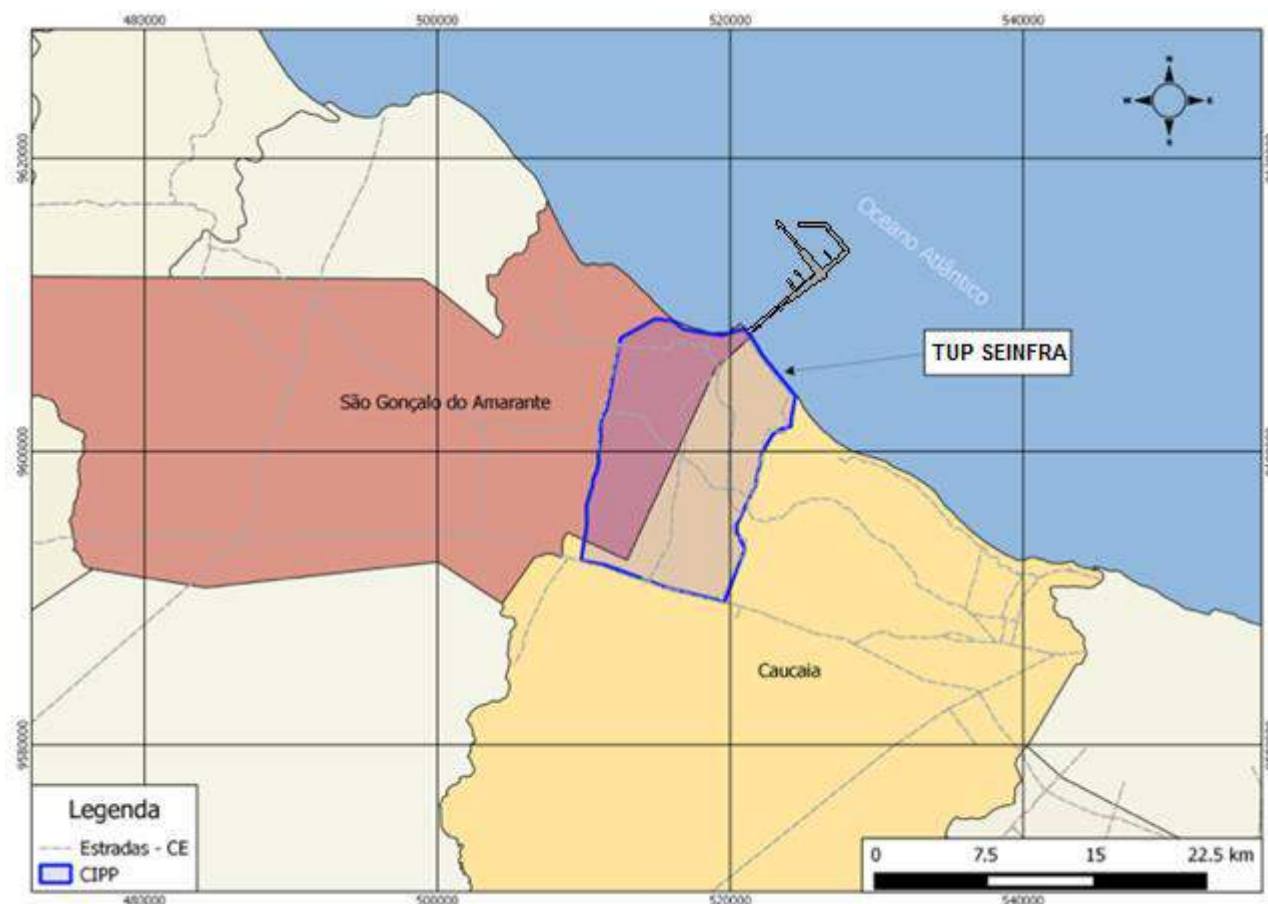 480000 500000 520000 540000
N
W E
S
9620000
Oceano Atlântico
TUP SEINFRA
São Gonçalo do Amarante
9600000
Caucaia
9580000
Legenda
Estradas - CE
CIPP
0 7.5 15 22.5 km
480000 500000 520000 540000